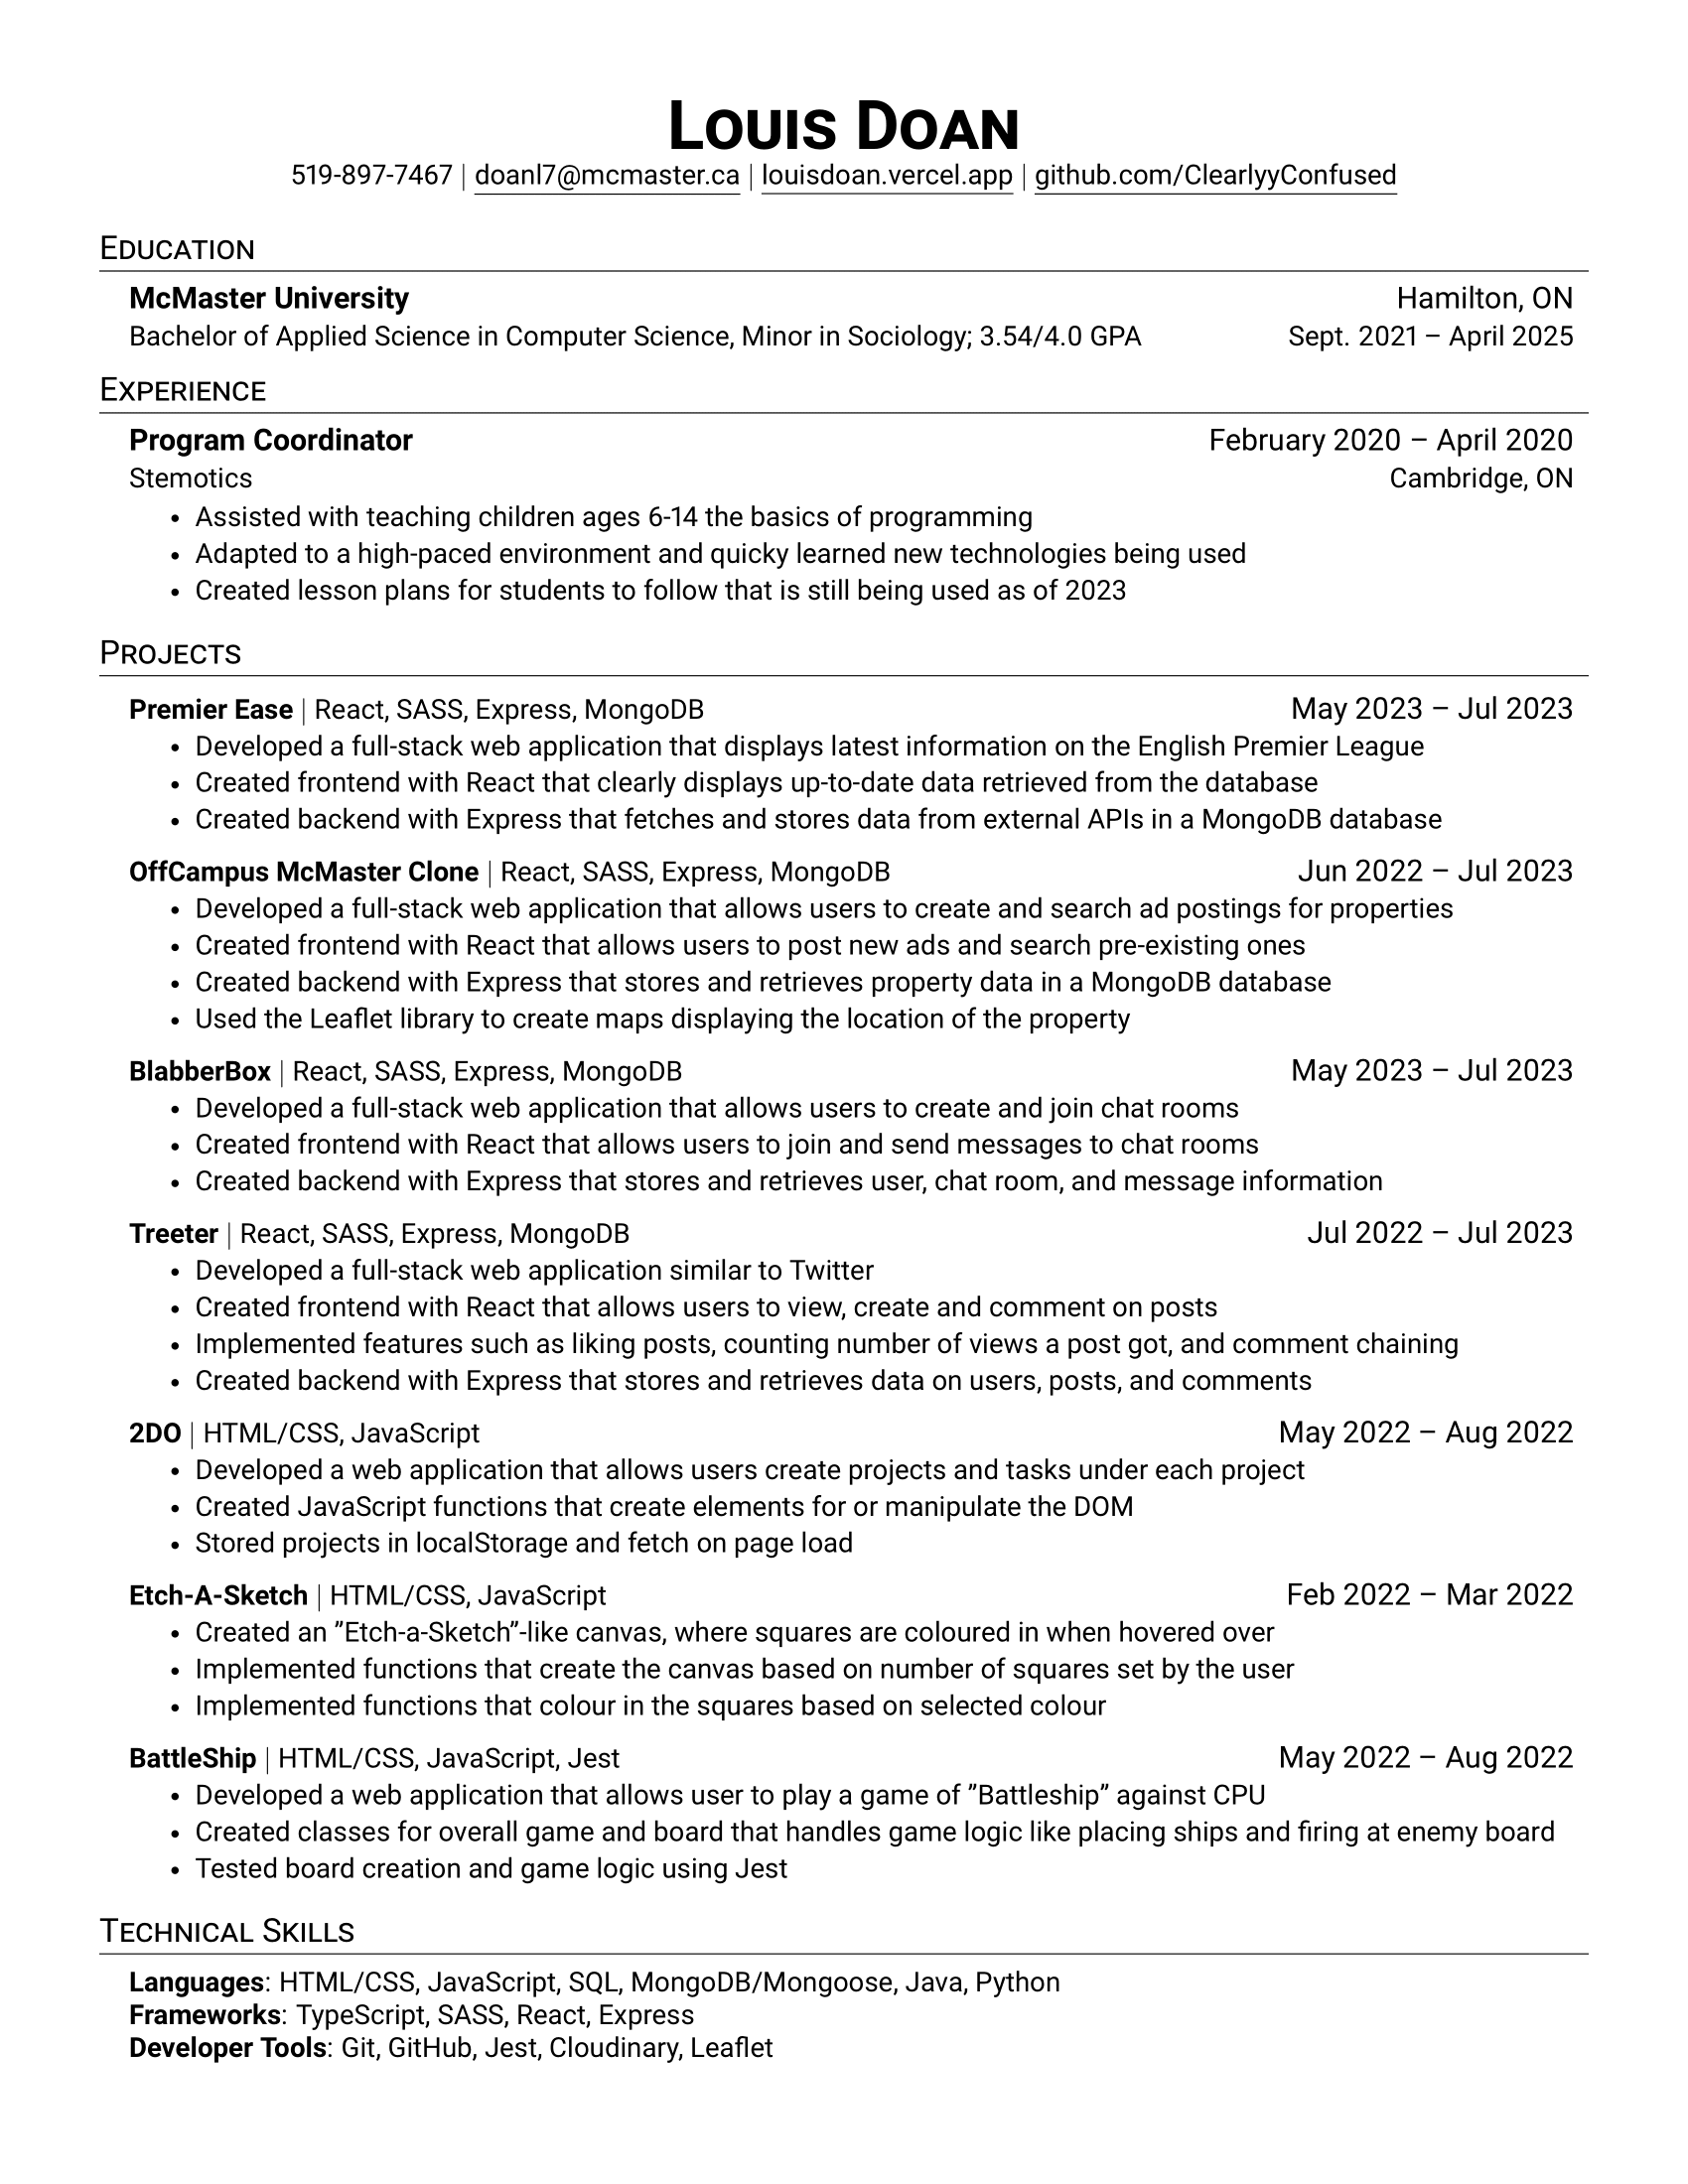 Louis Doan
519-897-7467 | doanl7@mcmaster.ca | louisdoan.vercel.app | github.com/ClearlyyConfused
Education
McMaster University Hamilton, ON
Bachelor of Applied Science in Computer Science, Minor in Sociology; 3.54/4.0 GPA Sept. 2021 – April 2025
Experience
Program Coordinator February 2020 – April 2020
Stemotics Cambridge, ON
• Assisted with teaching children ages 6-14 the basics of programming
• Adapted to a high-paced environment and quicky learned new technologies being used
• Created lesson plans for students to follow that is still being used as of 2023
Projects
Premier Ease | React, SASS, Express, MongoDB May 2023 – Jul 2023
• Developed a full-stack web application that displays latest information on the English Premier League
• Created frontend with React that clearly displays up-to-date data retrieved from the database
• Created backend with Express that fetches and stores data from external APIs in a MongoDB database
OffCampus McMaster Clone | React, SASS, Express, MongoDB Jun 2022 – Jul 2023
• Developed a full-stack web application that allows users to create and search ad postings for properties
• Created frontend with React that allows users to post new ads and search pre-existing ones
• Created backend with Express that stores and retrieves property data in a MongoDB database
• Used the Leaflet library to create maps displaying the location of the property
BlabberBox | React, SASS, Express, MongoDB May 2023 – Jul 2023
• Developed a full-stack web application that allows users to create and join chat rooms
• Created frontend with React that allows users to join and send messages to chat rooms
• Created backend with Express that stores and retrieves user, chat room, and message information
Treeter | React, SASS, Express, MongoDB Jul 2022 – Jul 2023
• Developed a full-stack web application similar to Twitter
• Created frontend with React that allows users to view, create and comment on posts
• Implemented features such as liking posts, counting number of views a post got, and comment chaining
• Created backend with Express that stores and retrieves data on users, posts, and comments
2DO | HTML/CSS, JavaScript May 2022 – Aug 2022
• Developed a web application that allows users create projects and tasks under each project
• Created JavaScript functions that create elements for or manipulate the DOM
• Stored projects in localStorage and fetch on page load
Etch-A-Sketch | HTML/CSS, JavaScript Feb 2022 – Mar 2022
• Created an ”Etch-a-Sketch”-like canvas, where squares are coloured in when hovered over
• Implemented functions that create the canvas based on number of squares set by the user
• Implemented functions that colour in the squares based on selected colour
BattleShip | HTML/CSS, JavaScript, Jest May 2022 – Aug 2022
• Developed a web application that allows user to play a game of ”Battleship” against CPU
• Created classes for overall game and board that handles game logic like placing ships and firing at enemy board
• Tested board creation and game logic using Jest
Technical Skills
Languages: HTML/CSS, JavaScript, SQL, MongoDB/Mongoose, Java, Python
Frameworks: TypeScript, SASS, React, Express
Developer Tools: Git, GitHub, Jest, Cloudinary, Leaflet